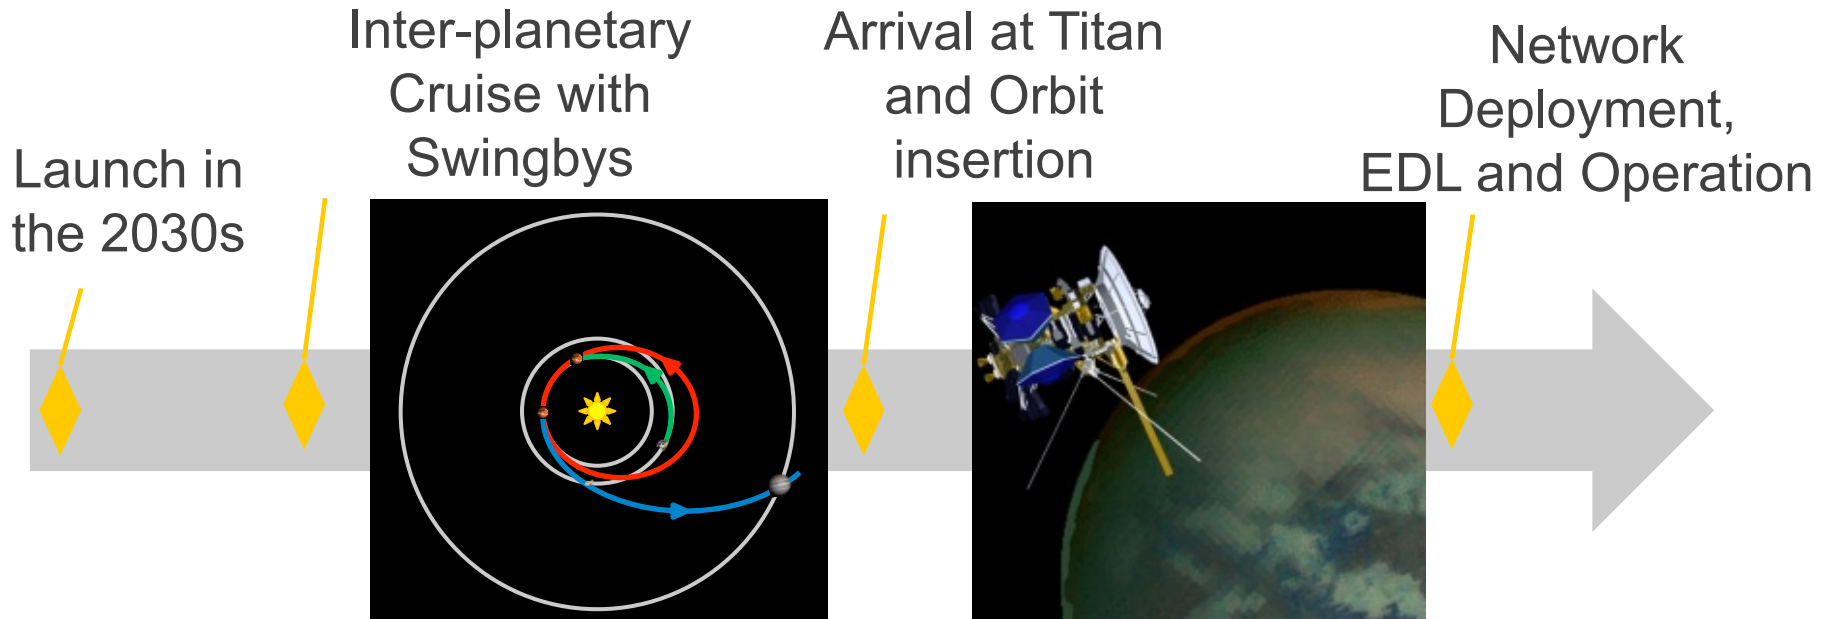 Launch in
the 2030s
Inter-planetary
Cruise with
Swingbys
Arrival at Titan
and Orbit
insertion
Network
Deployment,
EDL and Operation